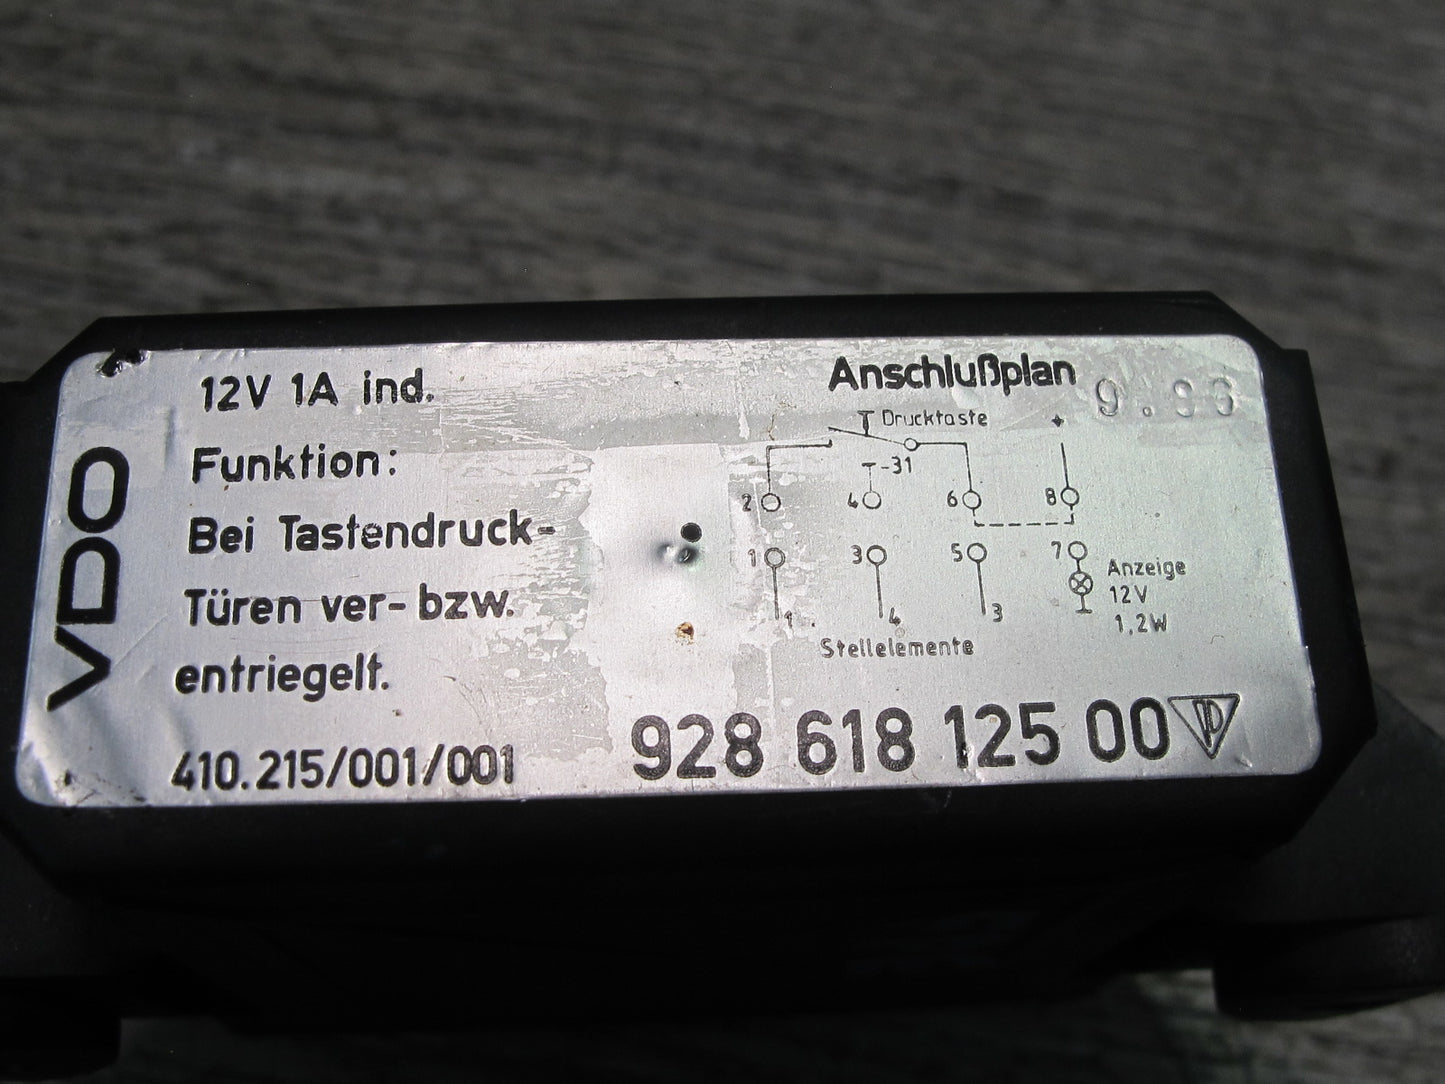 VDO
12V 1A ind.
Funktion:
Bei Tastendruck-
Türen ver- bzw.
entriegelt.
410.215/001/001
Anschlußplan
Drucktaste +
-31
2 4 6 8
1 3 5 7
Anzeige
12V
1,2W
1 4 3
Stellelemente
928 618 125 00